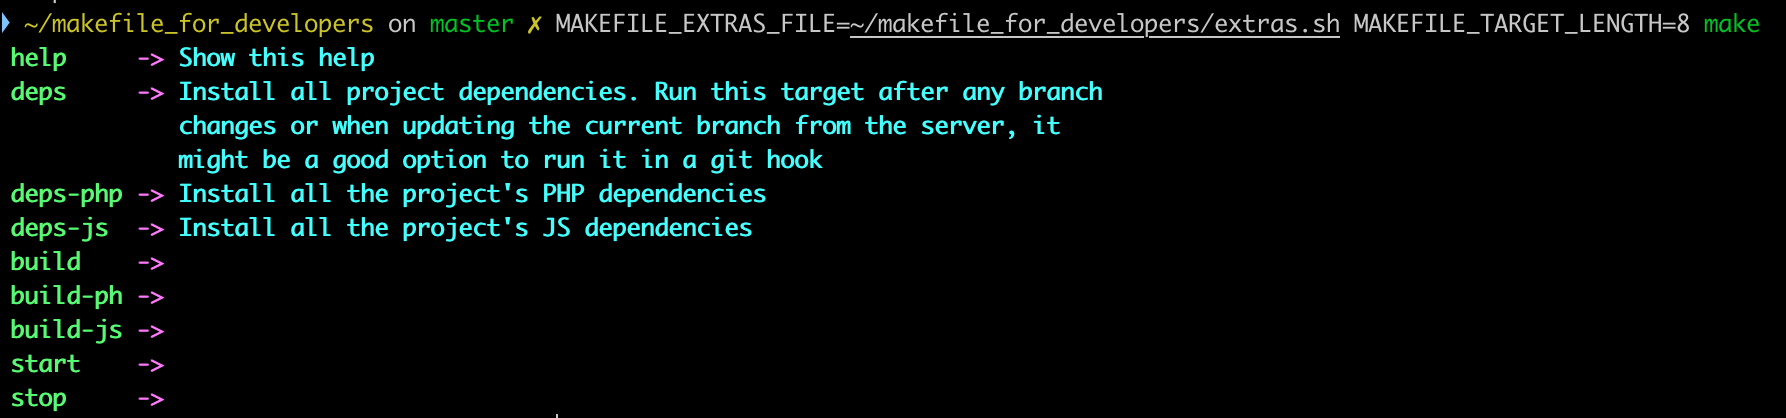 ~/makefile_for_developers on master ✗ MAKEFILE_EXTRAS_FILE=~/makefile_for_developers/extras.sh MAKEFILE_TARGET_LENGTH=8 make
help     -> Show this help
deps     -> Install all project dependencies. Run this target after any branch
            changes or when updating the current branch from the server, it
            might be a good option to run it in a git hook
deps-php -> Install all the project's PHP dependencies
deps-js  -> Install all the project's JS dependencies
build    ->
build-ph ->
build-js ->
start    ->
stop     ->